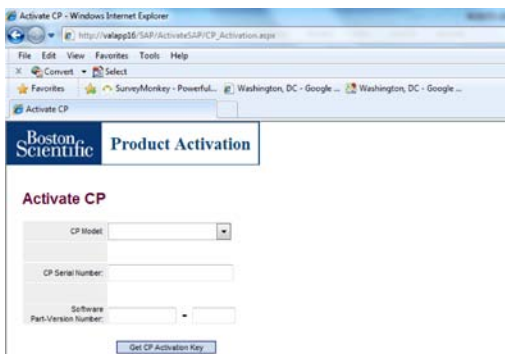 Activate CP - Windows Internet Explorer
http://valapp16/SAP/ActivateSAP/CP_Activation.aspx
File Edit View Favorites Tools Help
x Convert Select
Favorites SurveyMonkey - Powerful... Washington, DC - Google ... Washington, DC - Google ...
Activate CP
Boston
Scientific
Product Activation
Activate CP
CP Model:
CP Serial Number:
Software
Part-Version Number:
-
Get CP Activation Key